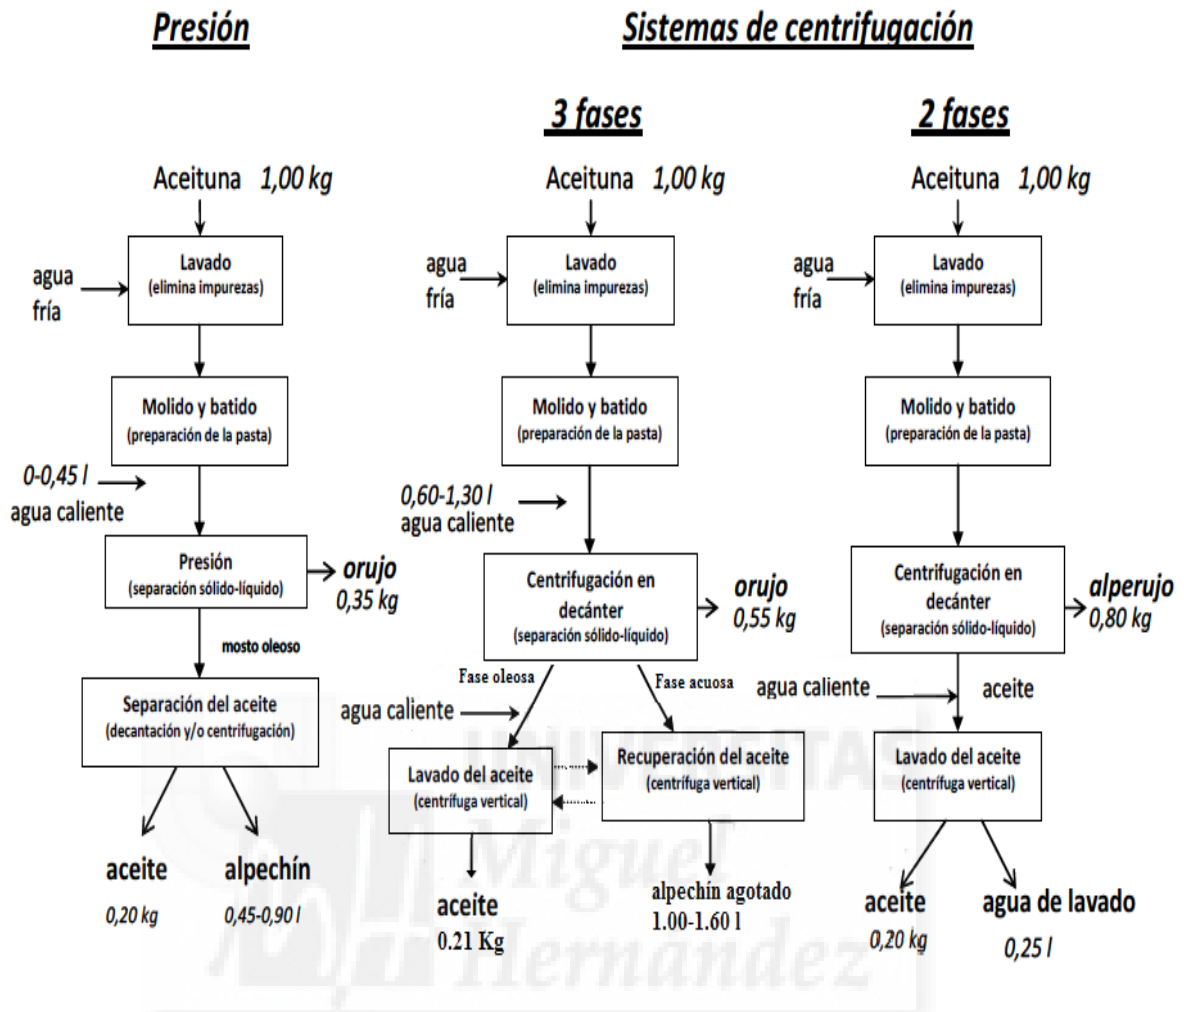 Presión
Sistemas de centrifugación
3 fases
2 fases
Aceituna 1,00 kg
Aceituna 1,00 kg
Aceituna 1,00 kg
agua
fría
Lavado
(elimina impurezas)
agua
fría
Lavado
(elimina impurezas)
agua
fría
Lavado
(elimina impurezas)
Molido y batido
(preparación de la pasta)
Molido y batido
(preparación de la pasta)
Molido y batido
(preparación de la pasta)
0-0,45 l
agua caliente
0,60-1,30 l
agua caliente
Presión
(separación sólido-líquido)
orujo
0,35 kg
Centrifugación en
decánter
(separación sólido-líquido)
orujo
0,55 kg
Centrifugación en
decánter
(separación sólido-líquido)
alperujo
0,80 kg
mosto oleoso
Fase oleosa
Fase acuosa
agua caliente
agua caliente
aceite
Separación del aceite
(decantación y/o centrifugación)
Lavado del aceite
(centrífuga vertical)
Recuperación del aceite
(centrífuga vertical)
Lavado del aceite
(centrífuga vertical)
aceite
0,20 kg
alpechín
0,45-0,90 l
aceite
0.21 Kg
alpechín agotado
1.00-1.60 l
aceite
0,20 kg
agua de lavado
0,25 l
UNIVERSITAS
Miguel
Hernández